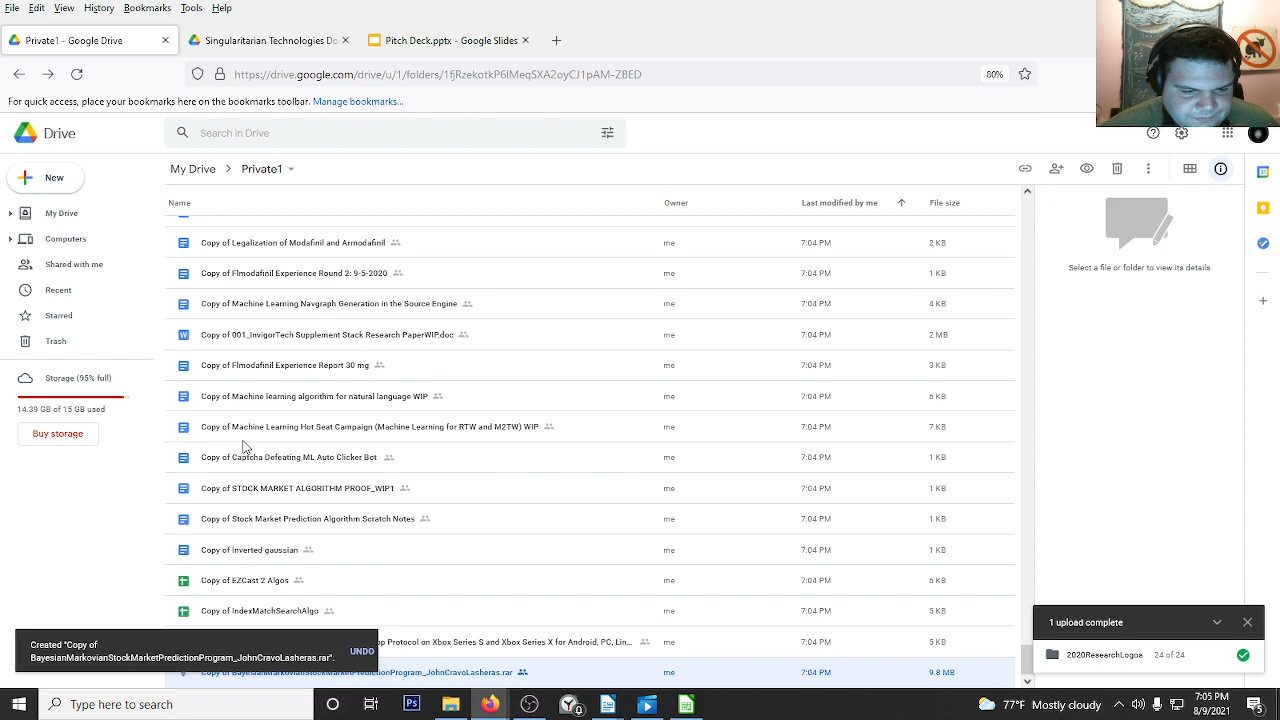 File Edit View History Bookmarks Tools Help
Private1 - Google Drive
Singularitarian Technologies De
Pitch Deck.pptx - Google Slides
https://drive.google.com/drive/u/1/folders/1fjRzekotkP6IMeqSXA2oyCJ1pAM-ZBED
80%
For quick access, place your bookmarks here on the bookmarks toolbar. Manage bookmarks...
Drive
Search in Drive
New
My Drive
Private1
My Drive
Computers
Shared with me
Recent
Starred
Trash
Storage (95% full)
14.39 GB of 15 GB used
Buy storage
Name Owner Last modified by me File size
Copy of Legalization of Modafinil and Armodafinil me 7:04 PM 2 KB
Copy of Flmodafinil Experience Round 2: 9-5-2020 me 7:04 PM 1 KB
Copy of Machine Learning Navgraph Generation in the Source Engine me 7:04 PM 4 KB
Copy of 001_InvigorTech Supplement Stack Research PaperWIP.doc me 7:04 PM 2 MB
Copy of Flmodafinil Experience Report 30 mg me 7:04 PM 3 KB
Copy of Machine learning algorithm for natural language WIP me 7:04 PM 6 KB
Copy of Machine Learning Hot Seat Campaign (Machine Learning for RTW and M2TW) WIP me 7:04 PM 7 KB
Copy of Captcha Defeating ML Auto Clicker Bot me 7:04 PM 1 KB
Copy of STOCK MARKET ALGORITHM PROOF_WIP1 me 7:04 PM 1 KB
Copy of Stock Market Prediction Algorithm Scratch Notes me 7:04 PM 1 KB
Copy of Inverted gaussian me 7:04 PM 1 KB
Copy of EZCast 2 Algos me 7:04 PM 6 KB
Copy of IndexMatchSearchAlgo me 7:04 PM 5 KB
p Protocol on Xbox Series S and Xbox Series X for Android, PC, Lin... me 7:04 PM 5 KB
Copy of BayesianMarkovianStockMarketPredictionProgram_JohnCravoLasheras.rar me 7:04 PM 9.8 MB
Select a file or folder to view its details
1 upload complete
2020ResearchLogos 24 of 24
Created "Copy of
BayesianMarkovianStockMarketPredictionProgram_JohnCravoLasheras.rar".
UNDO
Type here to search
77°F
7:05 PM
8/9/2021